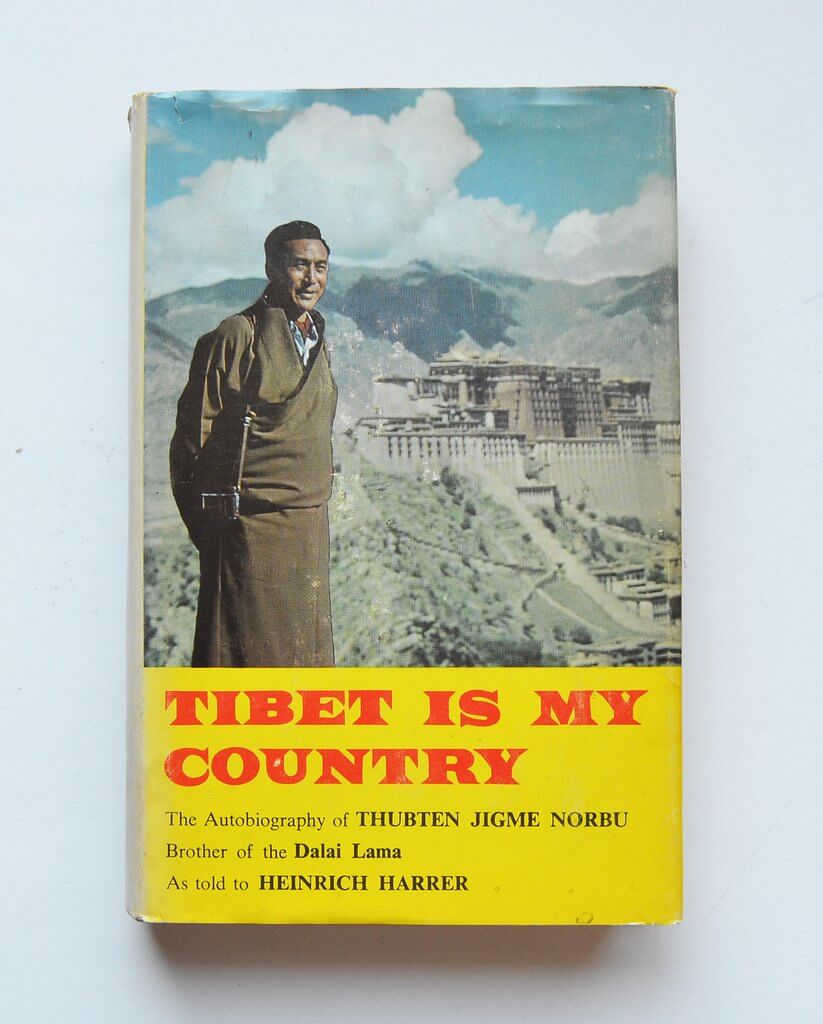 TIBET IS MY
COUNTRY
The Autobiography of THUBTEN JIGME NORBU
Brother of the Dalai Lama
As told to HEINRICH HARRER